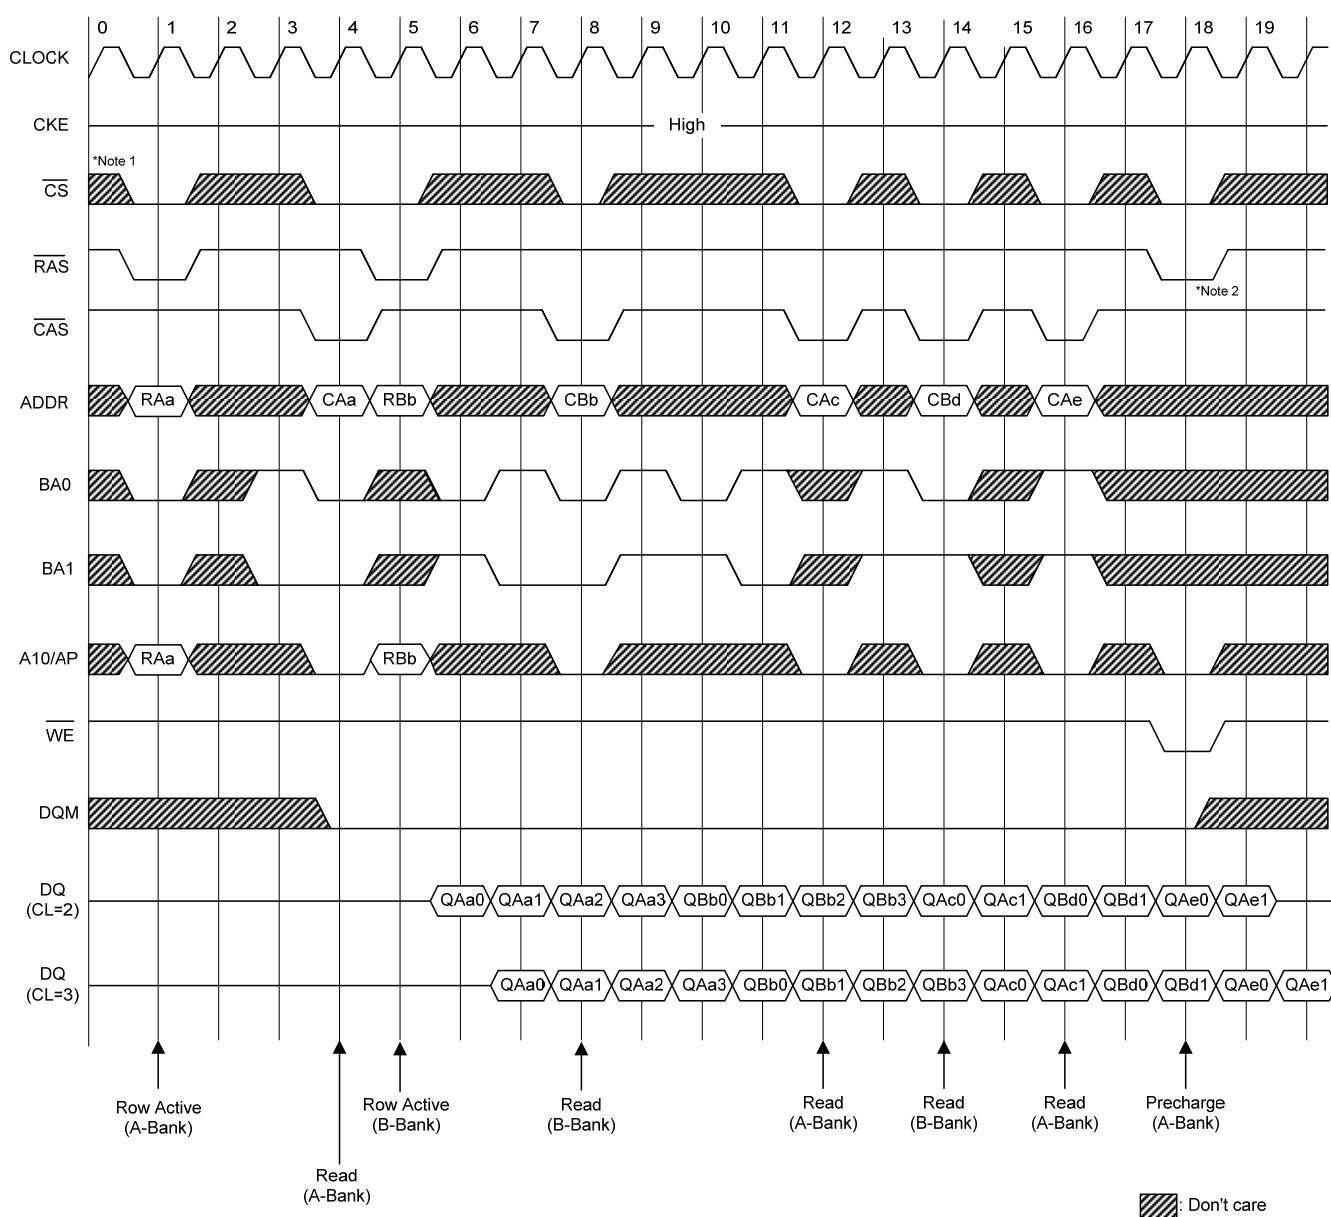 0 1 2 3 4 5 6 7 8 9 10 11 12 13 14 15 16 17 18 19
CLOCK
CKE High
*Note 1
CS
RAS
*Note 2
CAS
ADDR RAa CAa RBb CBb CAc CBd CAe
BA0
BA1
A10/AP RAa RBb
WE
DQM
DQ
(CL=2) QAa0 QAa1 QAa2 QAa3 QBb0 QBb1 QBb2 QBb3 QAc0 QAc1 QBd0 QBd1 QAe0 QAe1
DQ
(CL=3) QAa0 QAa1 QAa2 QAa3 QBb0 QBb1 QBb2 QBb3 QAc0 QAc1 QBd0 QBd1 QAe0 QAe1
Row Active
(A-Bank)
Read
(A-Bank)
Row Active
(B-Bank)
Read
(B-Bank)
Read
(A-Bank)
Read
(B-Bank)
Read
(A-Bank)
Precharge
(A-Bank)
: Don't care